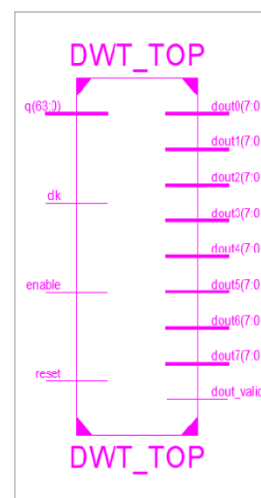 DWT_TOP
q(63:0)
dout0(7:0
dout1(7:0
dout2(7:0
clk
dout3(7:0
dout4(7:0
enable
dout5(7:0
dout6(7:0
reset
dout7(7:0
dout_valid
DWT_TOP